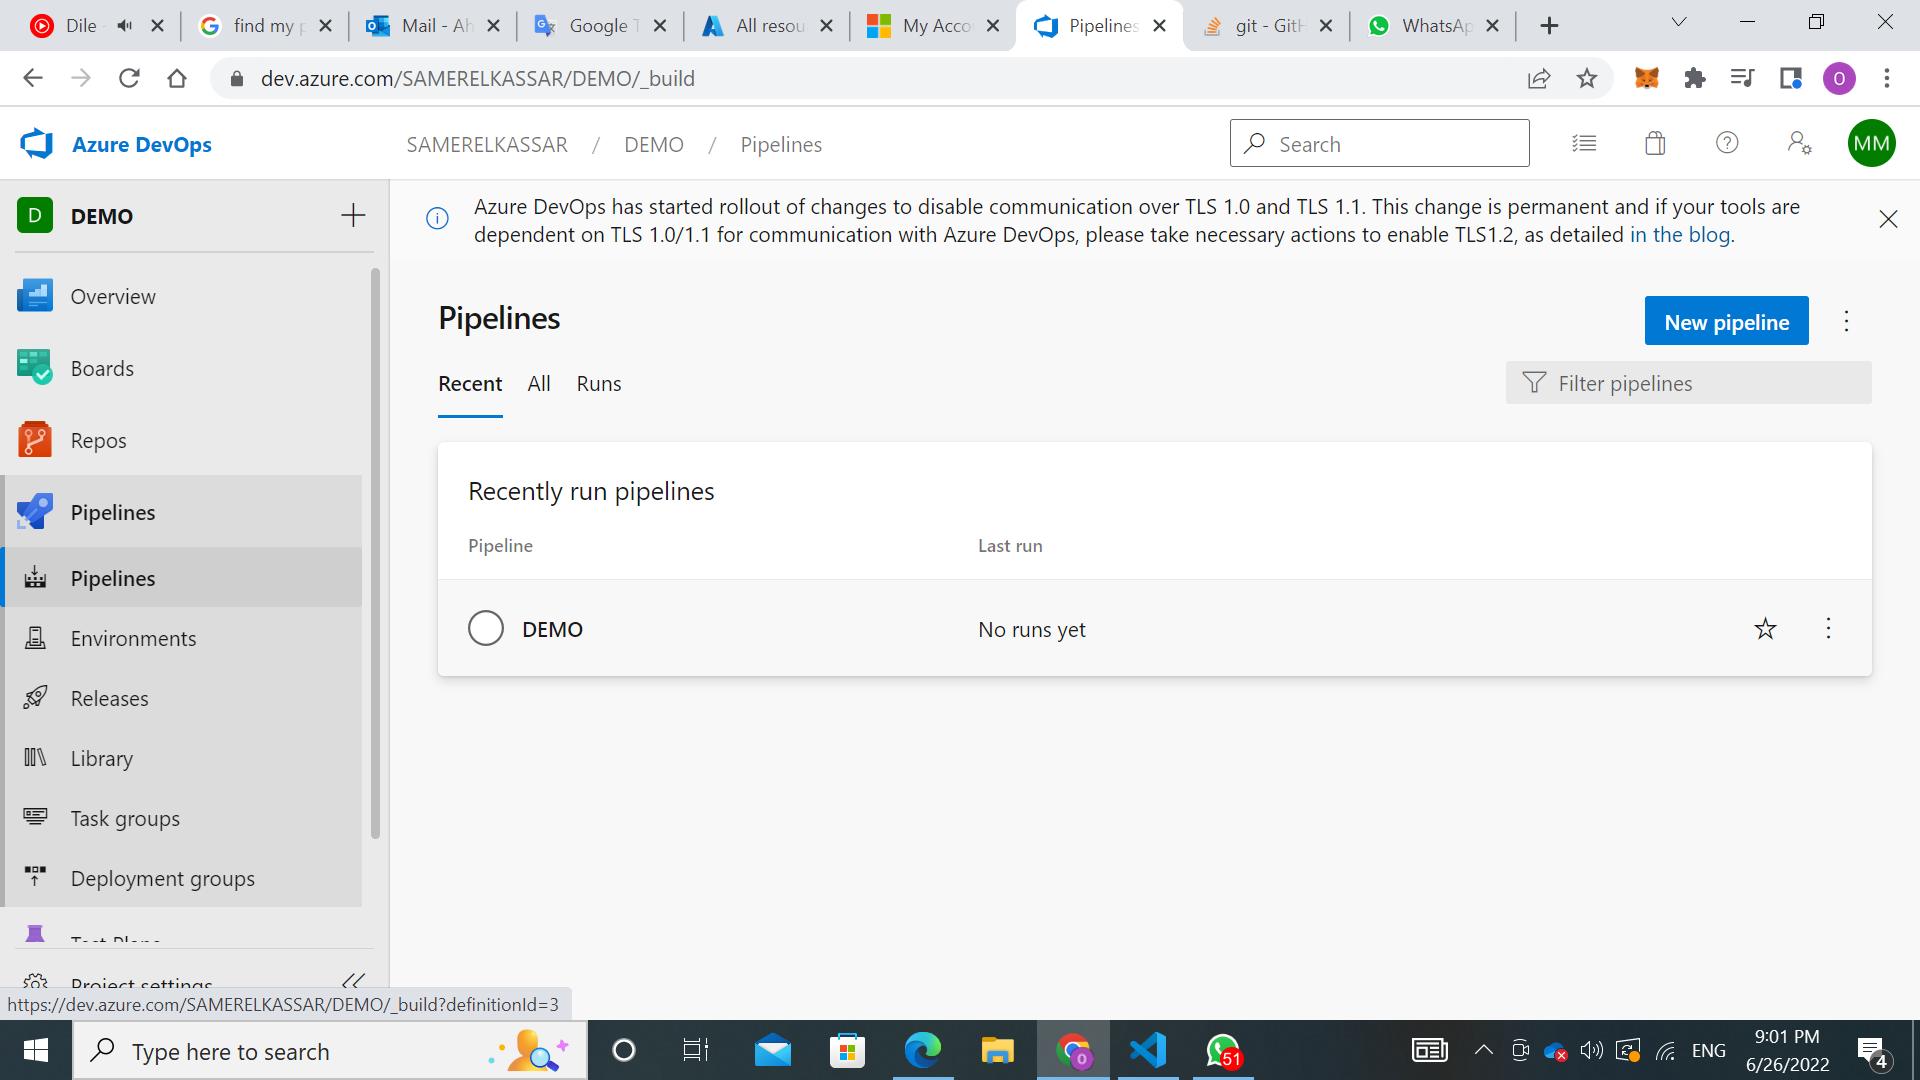 Dile
find my p
Mail - Ah
Google T
All resou
My Acco
Pipelines
git - GitH
WhatsAp
dev.azure.com/SAMERELKASSAR/DEMO/_build
O
Azure DevOps
SAMERELKASSAR / DEMO / Pipelines
Search
MM
D DEMO
Azure DevOps has started rollout of changes to disable communication over TLS 1.0 and TLS 1.1. This change is permanent and if your tools are
dependent on TLS 1.0/1.1 for communication with Azure DevOps, please take necessary actions to enable TLS1.2, as detailed in the blog.
Overview
Boards
Repos
Pipelines
Pipelines
Environments
Releases
Library
Task groups
Deployment groups
Test Plans
Project settings
Pipelines
New pipeline
Recent All Runs
Filter pipelines
Recently run pipelines
Pipeline Last run
DEMO No runs yet
https://dev.azure.com/SAMERELKASSAR/DEMO/_build?definitionId=3
Type here to search
O
51
ENG
9:01 PM
6/26/2022
4